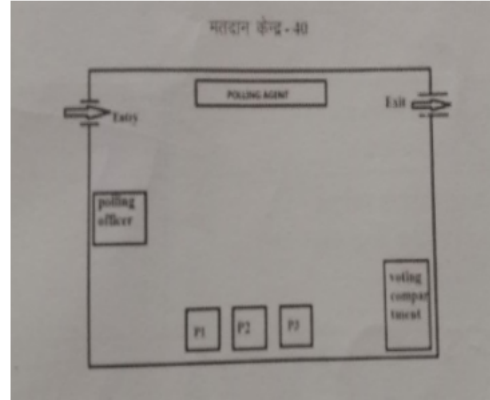 मतदान केन्द्र - 40
POLLING AGENT
Exit
Entry
polling
officer
voting
compar
tment
P1
P2
P3